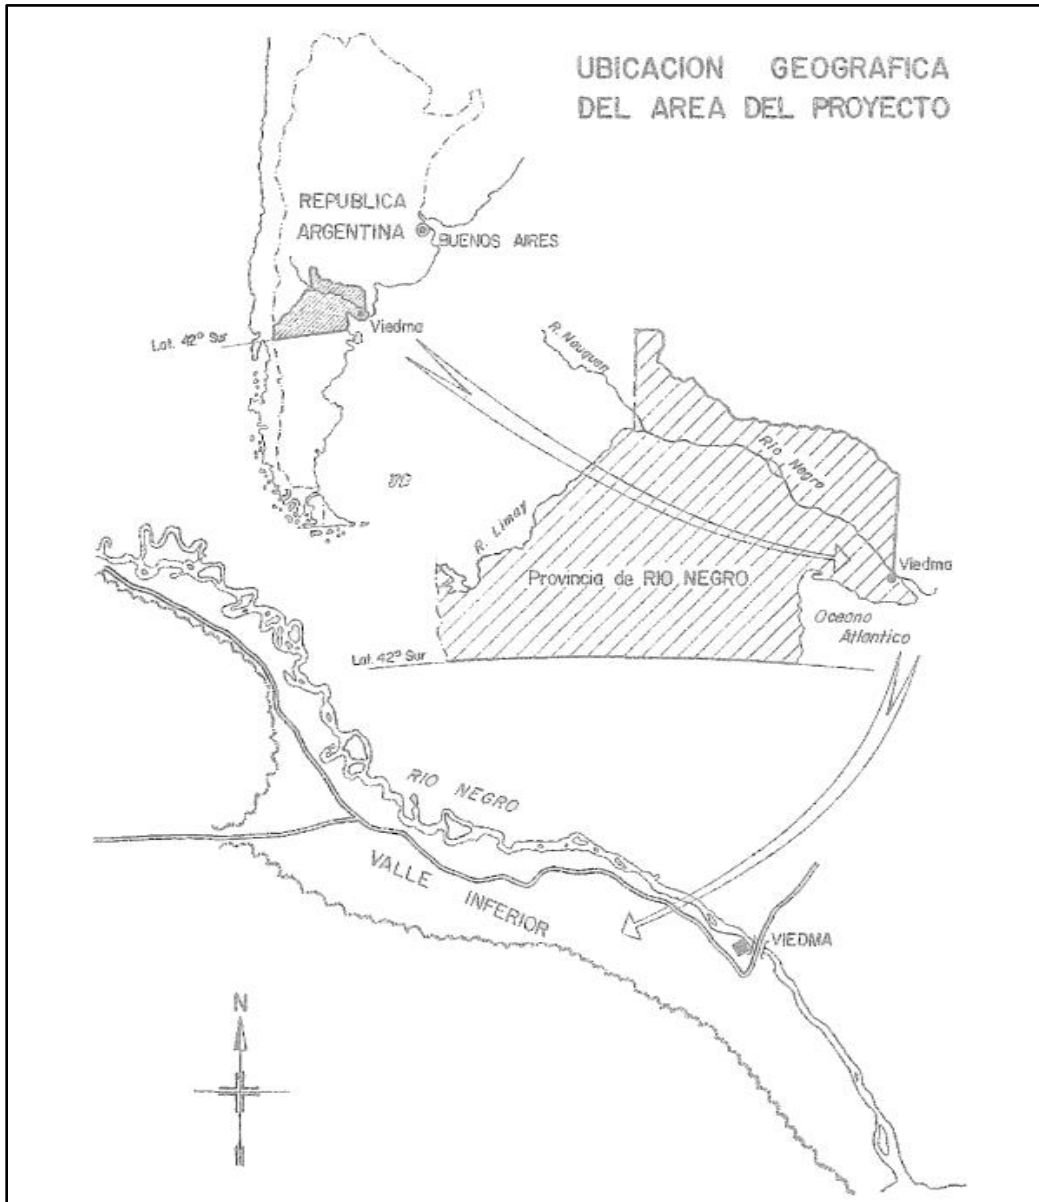 UBICACION GEOGRAFICA
DEL AREA DEL PROYECTO
REPUBLICA
ARGENTINA
BUENOS AIRES
Viedma
Lat. 42° Sur
R. Neuquen
Río Negro
R. Limay
Viedma
Provincia de RIO NEGRO
Oceano
Atlantico
Lat. 42° Sur
RIO NEGRO
VALLE INFERIOR
VIEDMA
N